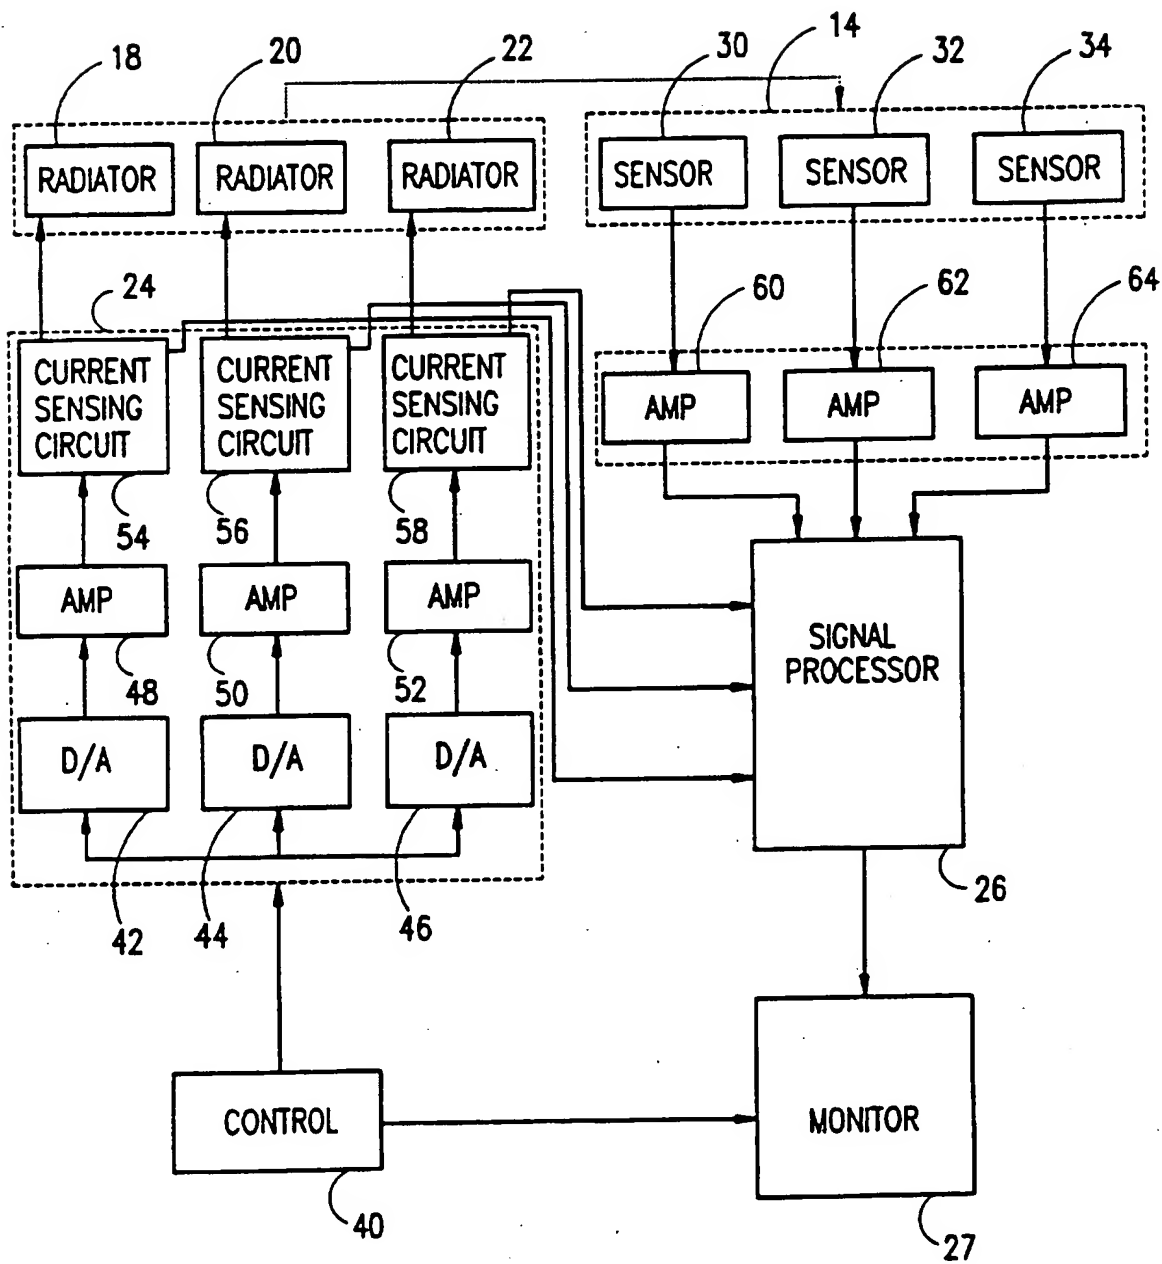 18 20 22 30 14 32 34
RADIATOR RADIATOR RADIATOR SENSOR SENSOR SENSOR
24 60 62 64
CURRENT
SENSING
CIRCUIT
CURRENT
SENSING
CIRCUIT
CURRENT
SENSING
CIRCUIT
AMP AMP AMP
54 56 58
AMP AMP AMP
SIGNAL
PROCESSOR
48 50 52
D/A D/A D/A
42 44 46 26
CONTROL MONITOR
40 27